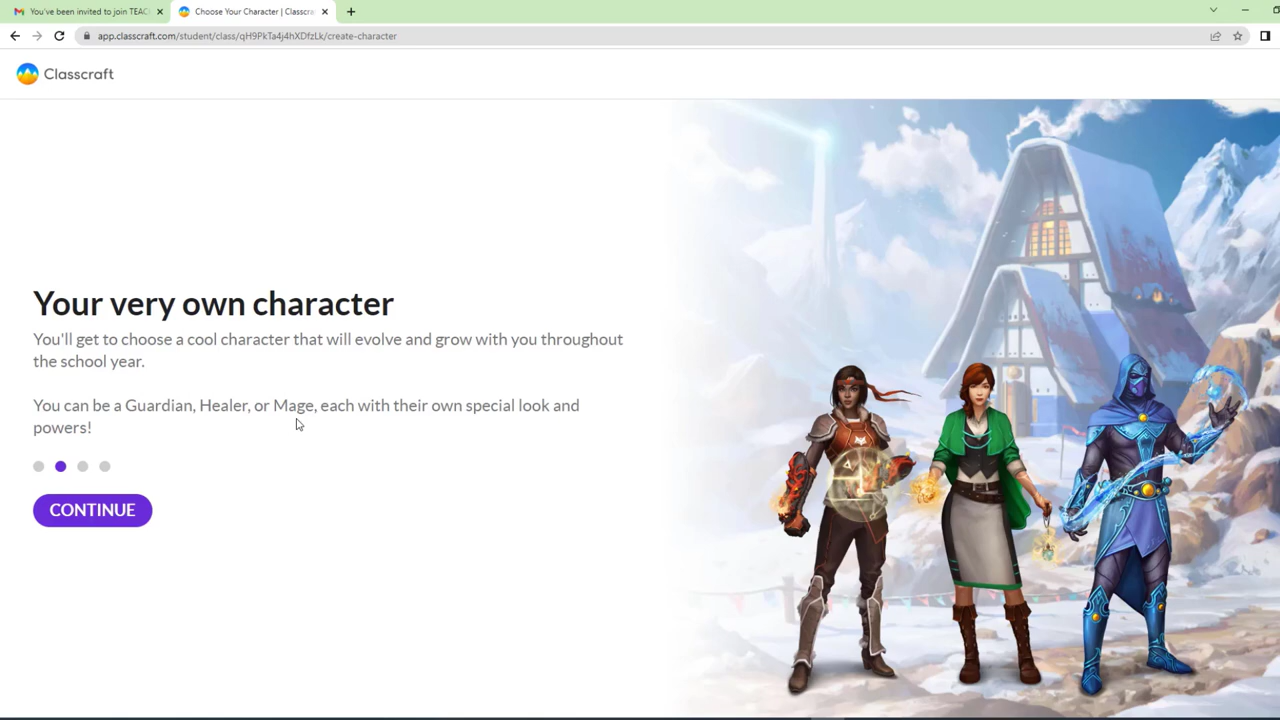 You've been invited to join TEAC
Choose Your Character | Classcra
app.classcraft.com/student/class/qH9PkTa4j4hXDfzLk/create-character
Classcraft
Your very own character
You'll get to choose a cool character that will evolve and grow with you throughout
the school year.
You can be a Guardian, Healer, or Mage, each with their own special look and
powers!
CONTINUE